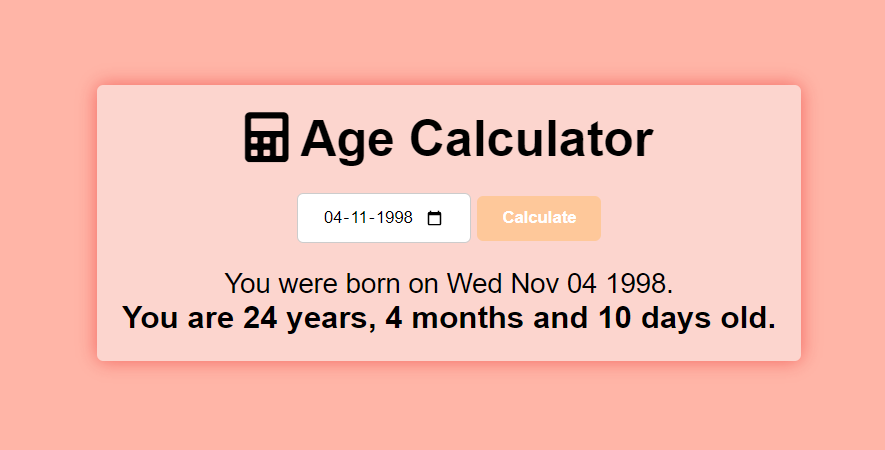 Age Calculator
04-11-1998 Calculate
You were born on Wed Nov 04 1998.
You are 24 years, 4 months and 10 days old.